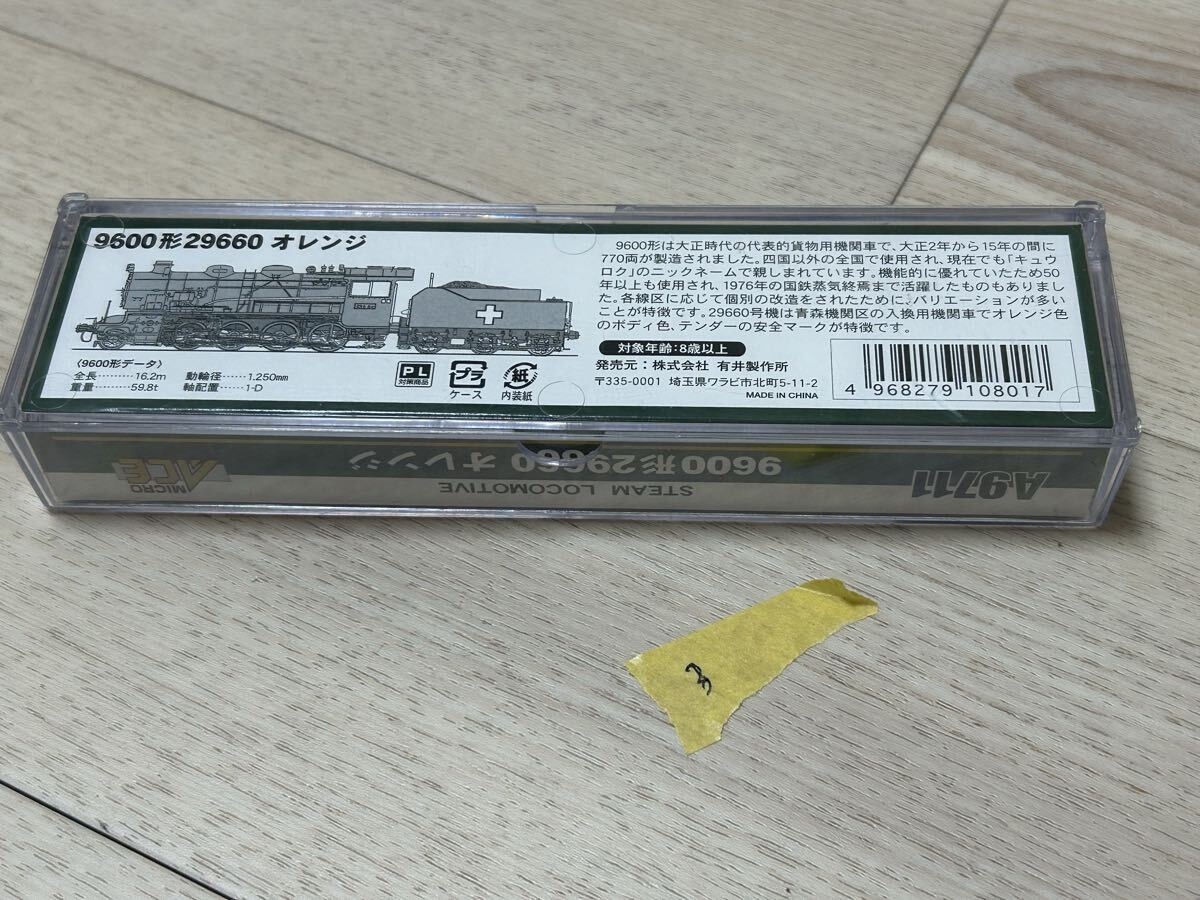 9600形29660 オレンジ
〈9600形データ〉
全長 16.2m 動輪径 1.250mm
重量 59.8t 軸配置 1-D
PL
対策商品
プラ
ケース
紙
内装紙
9600形は大正時代の代表的貨物用機関車で、大正2年から15年の間に
770両が製造されました。四国以外の全国で使用され、現在でも「キュウ
ロク」のニックネームで親しまれています。機能的に優れていたため50
年以上も使用され、1976年の国鉄蒸気終焉まで活躍したものもありまし
た。各線区に応じて個別の改造をされたために、バリエーションが多い
ことが特徴です。29660号機は青森機関区の入換用機関車でオレンジ色
のボディ色、テンダーの安全マークが特徴です。
対象年齢:8歳以上
発売元:株式会社 有井製作所
〒335-0001 埼玉県ワラビ市北町5-11-2
MADE IN CHINA
4 968279 108017
A9711
STEAM LOCOMOTIVE
9600形29660 オレンジ
MICRO ACE